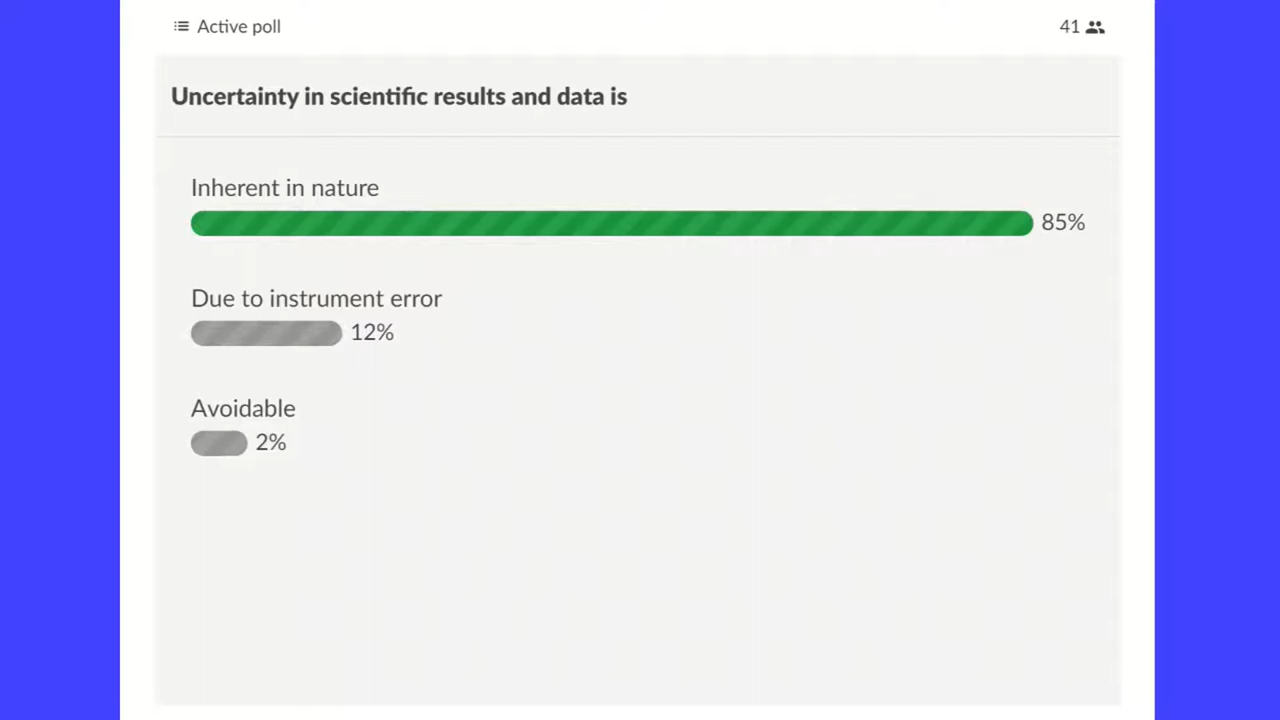 Active poll
41
Uncertainty in scientific results and data is
Inherent in nature
85%
Due to instrument error
12%
Avoidable
2%